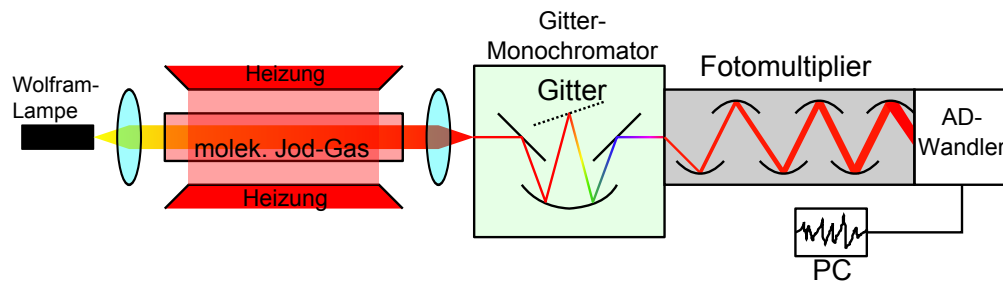 Wolfram-
Lampe
Heizung
molek. Jod-Gas
Heizung
Gitter-
Monochromator
Gitter
Fotomultiplier
AD-
Wandler
PC